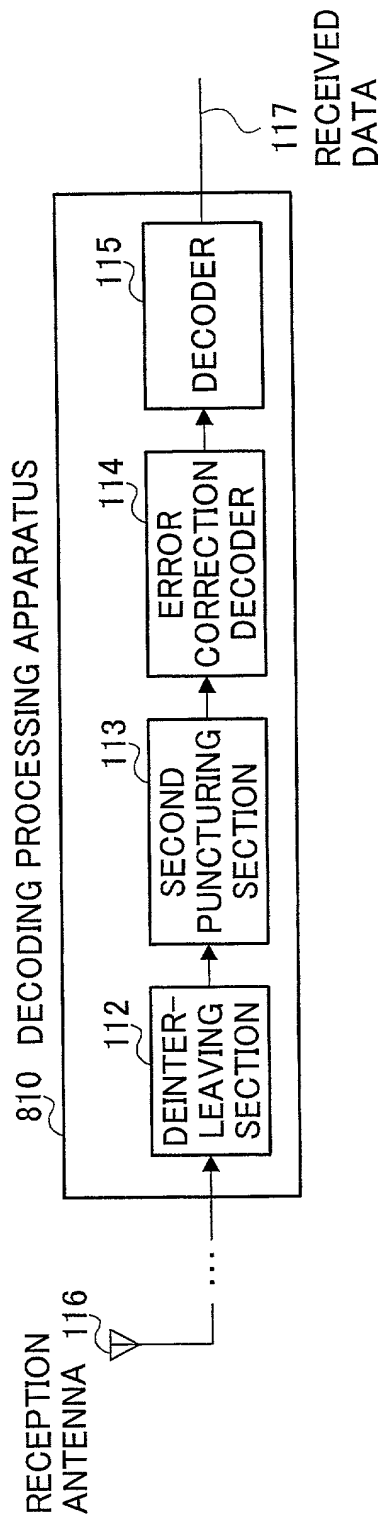 810 DECODING PROCESSING APPARATUS
RECEPTION
ANTENNA 116
...
112
DEINTER-
LEAVING
SECTION
113
SECOND
PUNCTURING
SECTION
114
ERROR
CORRECTION
DECODER
115
DECODER
117
RECEIVED
DATA